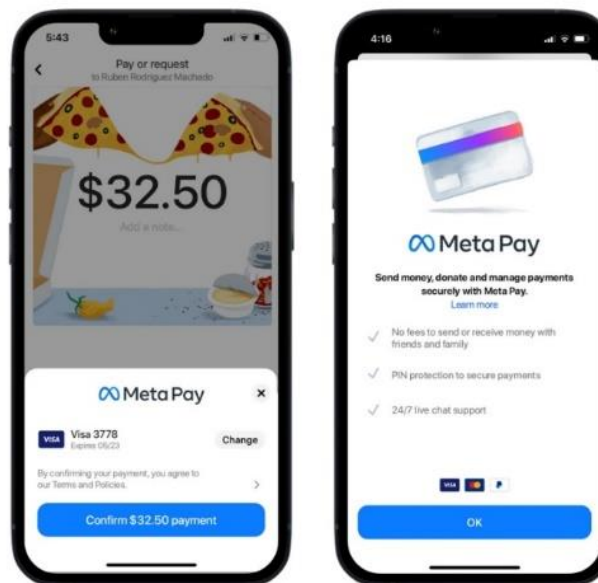 5:43
Pay or request
to Ruben Rodriguez Machado
$32.50
Add a note...
Meta Pay
VISA
Visa 3778
Expires 05/23
Change
By confirming your payment, you agree to
our Terms and Policies.
Confirm $32.50 payment
4:16
Meta Pay
Send money, donate and manage payments
securely with Meta Pay.
Learn more
No fees to send or receive money with
friends and family
PIN protection to secure payments
24/7 live chat support
VISA
OK